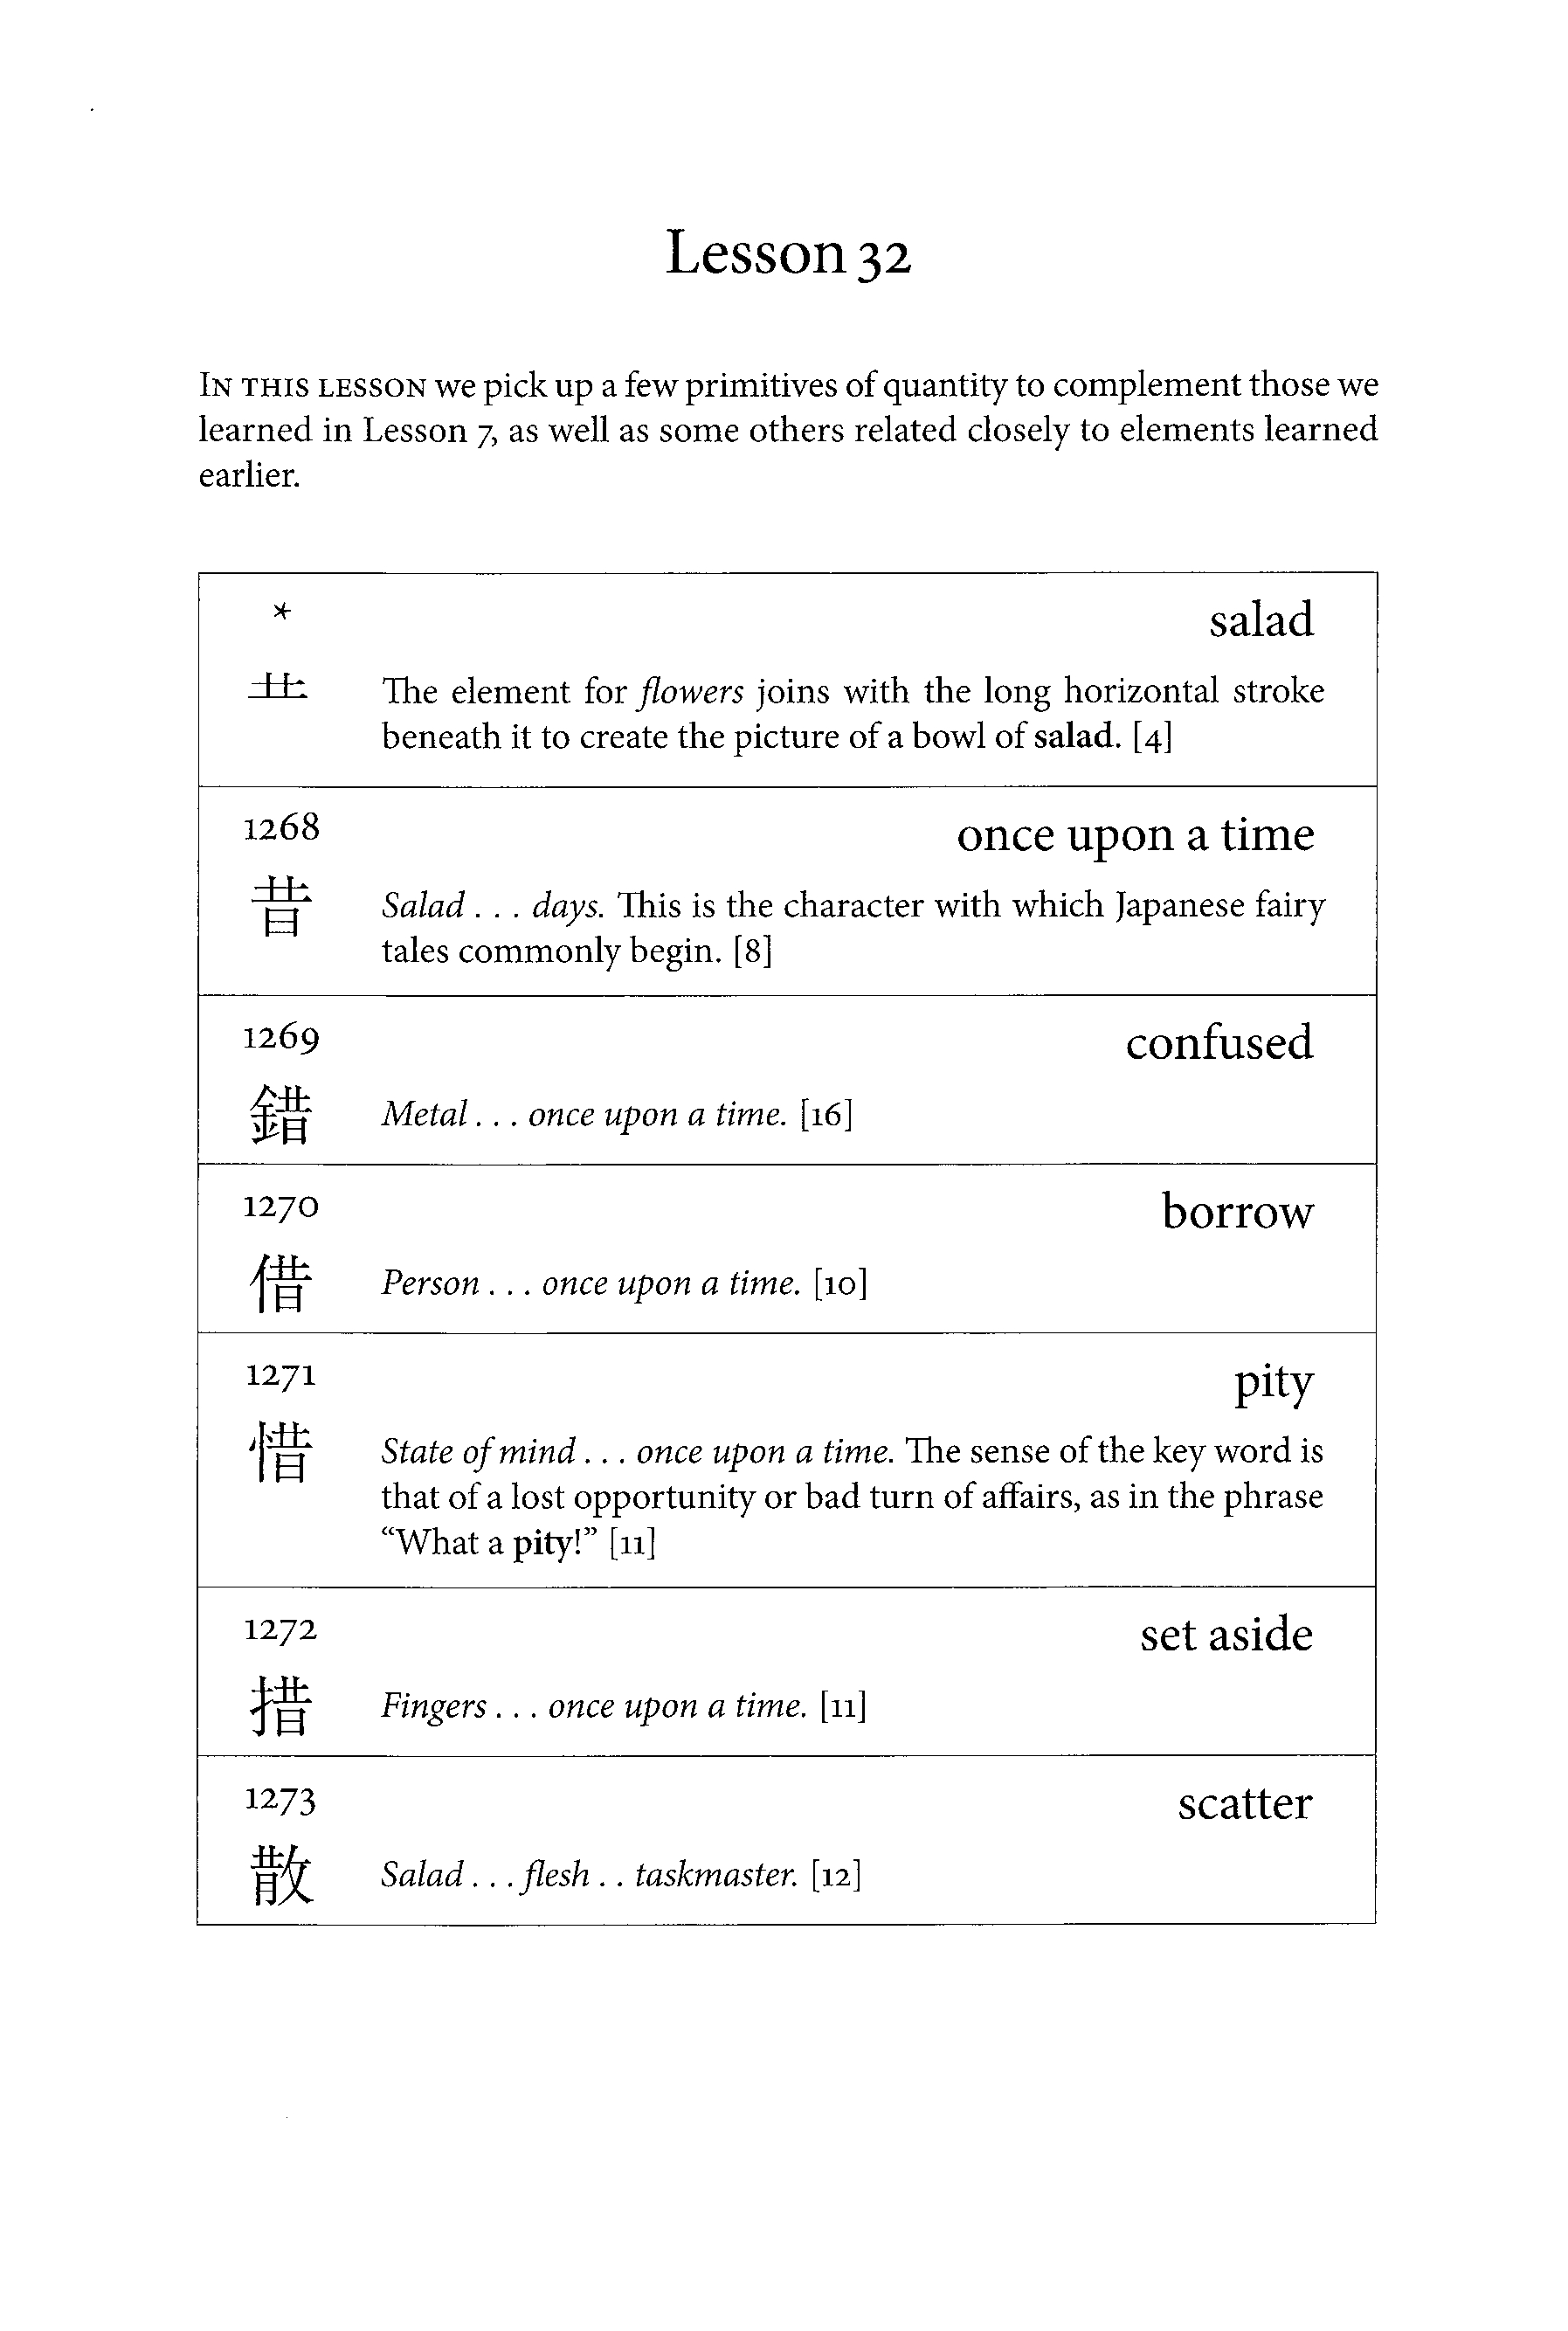 Lesson 32
IN THIS LESSON we pick up a few primitives of quantity to complement those we
learned in Lesson 7, as well as some others related closely to elements learned
earlier.
* salad
龷 The element for flowers joins with the long horizontal stroke
beneath it to create the picture of a bowl of salad. [4]
1268 once upon a time
昔 Salad . . . days. This is the character with which Japanese fairy
tales commonly begin. [8]
1269 confused
錯 Metal . . . once upon a time. [16]
1270 borrow
借 Person . . . once upon a time. [10]
1271 pity
惜 State of mind . . . once upon a time. The sense of the key word is
that of a lost opportunity or bad turn of affairs, as in the phrase
“What a pity!” [11]
1272 set aside
措 Fingers . . . once upon a time. [11]
1273 scatter
散 Salad . . . flesh . . taskmaster. [12]